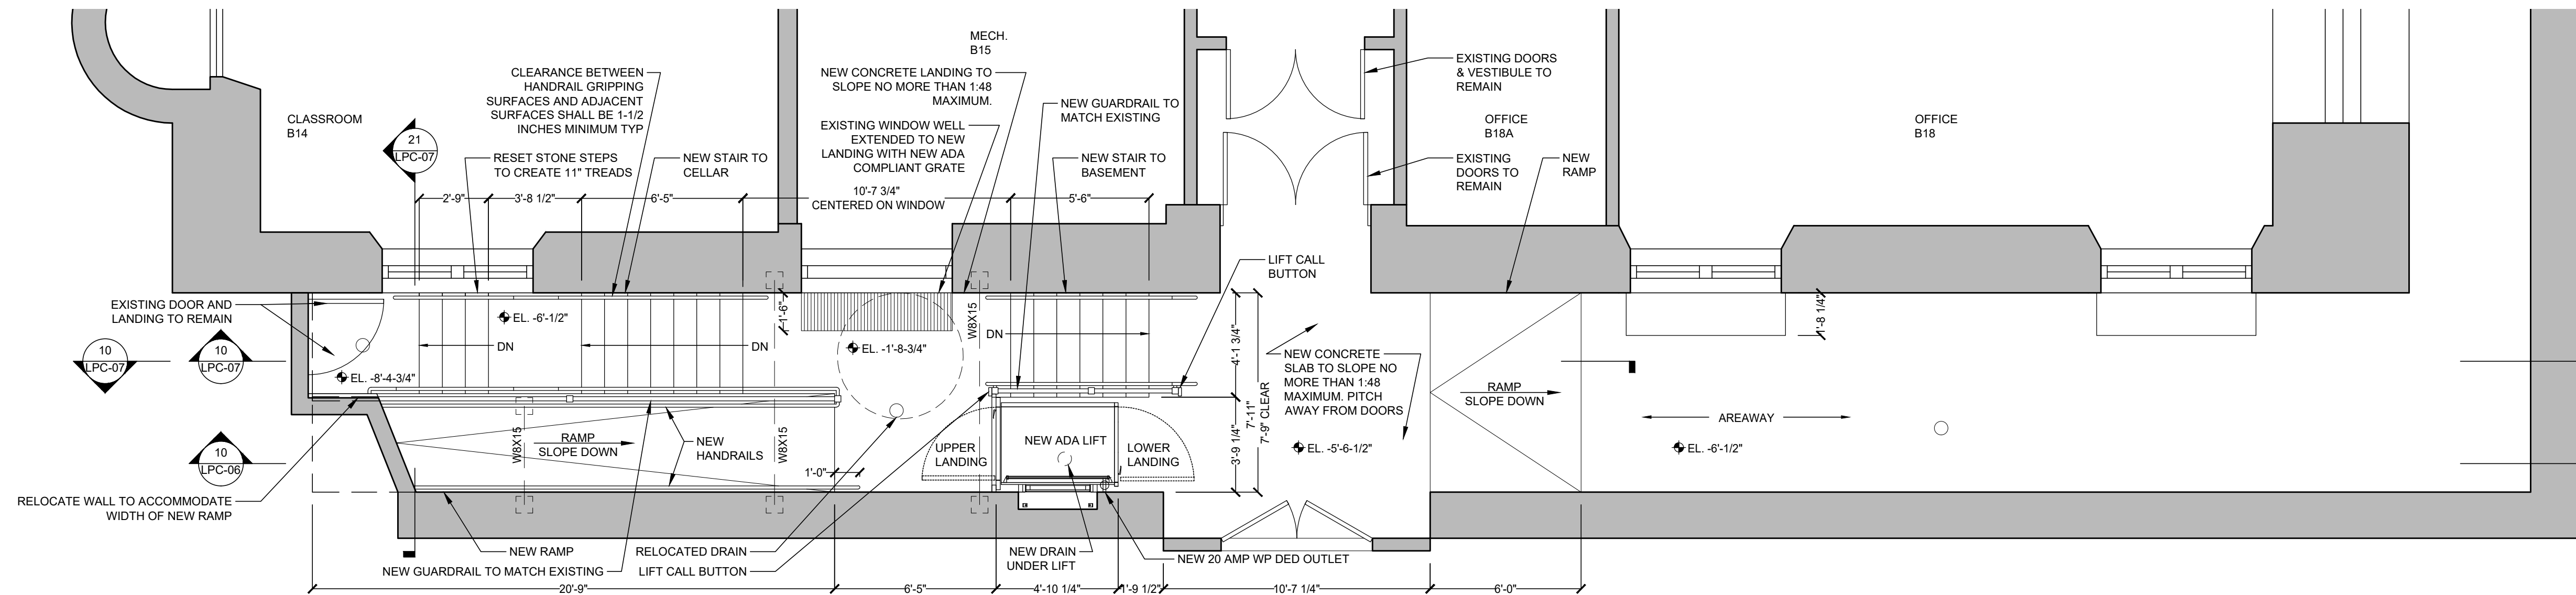 MECH.
B15
CLEARANCE BETWEEN
HANDRAIL GRIPPING
SURFACES AND ADJACENT
SURFACES SHALL BE 1-1/2
INCHES MINIMUM TYP
NEW CONCRETE LANDING TO
SLOPE NO MORE THAN 1:48
MAXIMUM.
EXISTING DOORS
& VESTIBULE TO
REMAIN
NEW GUARDRAIL TO
MATCH EXISTING
CLASSROOM
B14
OFFICE
B18A
OFFICE
B18
EXISTING WINDOW WELL
EXTENDED TO NEW
LANDING WITH NEW ADA
COMPLIANT GRATE
21
LPC-07
RESET STONE STEPS
TO CREATE 11" TREADS
NEW STAIR TO
CELLAR
NEW STAIR TO
BASEMENT
EXISTING
DOORS TO
REMAIN
NEW
RAMP
2'-9"
3'-8 1/2"
6'-5"
10'-7 3/4"
CENTERED ON WINDOW
5'-6"
LIFT CALL
BUTTON
EXISTING DOOR AND
LANDING TO REMAIN
EL. -6'-1/2"
1'-6"
W8X15
DN
4'-1 3/4"
1'-8 1/4"
10
LPC-07
10
LPC-07
DN
DN
EL. -1'-8-3/4"
EL. -8'-4-3/4"
NEW CONCRETE
SLAB TO SLOPE NO
MORE THAN 1:48
MAXIMUM. PITCH
AWAY FROM DOORS
RAMP
SLOPE DOWN
AREAWAY
7'-11"
7'-9" CLEAR
3'-9 1/4"
10
LPC-06
W8X15
RAMP
SLOPE DOWN
NEW
HANDRAILS
W8X15
1'-0"
UPPER
LANDING
NEW ADA LIFT
LOWER
LANDING
EL. -5'-6-1/2"
EL. -6'-1/2"
RELOCATE WALL TO ACCOMMODATE
WIDTH OF NEW RAMP
NEW RAMP
RELOCATED DRAIN
NEW DRAIN
UNDER LIFT
NEW 20 AMP WP DED OUTLET
NEW GUARDRAIL TO MATCH EXISTING
LIFT CALL BUTTON
20'-9"
6'-5"
4'-10 1/4"
1'-9 1/2"
10'-7 1/4"
6'-0"